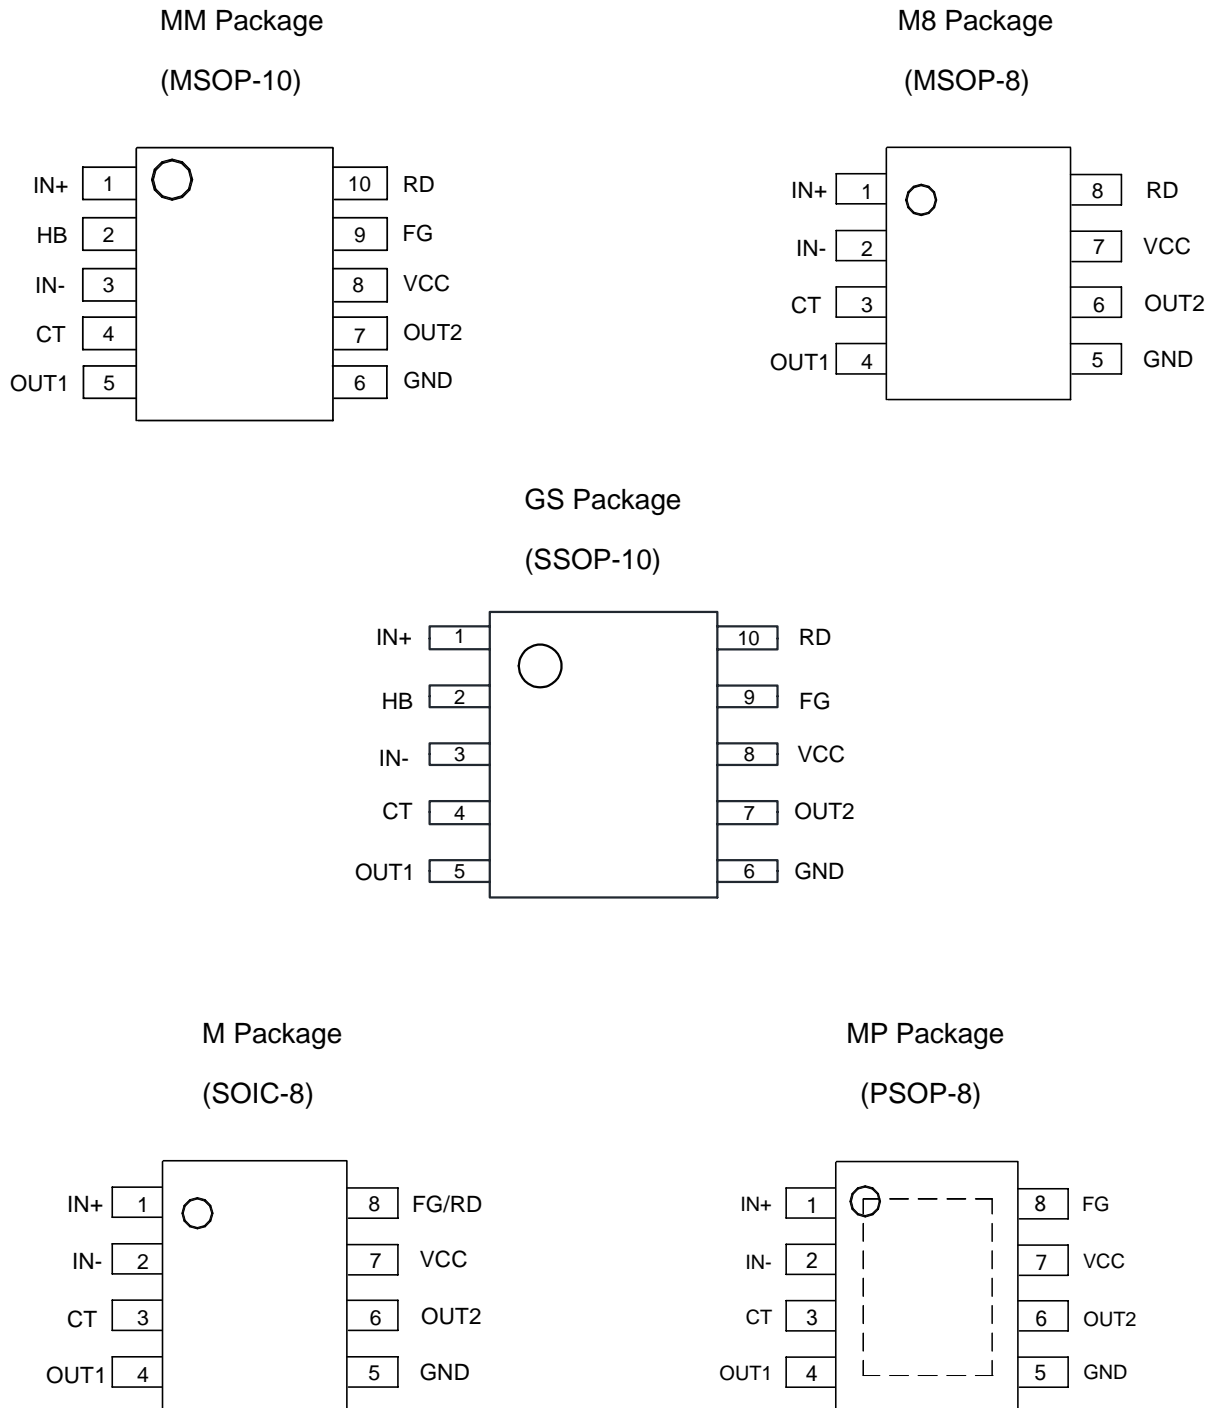 MM Package
(MSOP-10)
IN+ 1 10 RD
HB 2 9 FG
IN- 3 8 VCC
CT 4 7 OUT2
OUT1 5 6 GND
M8 Package
(MSOP-8)
IN+ 1 8 RD
IN- 2 7 VCC
CT 3 6 OUT2
OUT1 4 5 GND
GS Package
(SSOP-10)
IN+ 1 10 RD
HB 2 9 FG
IN- 3 8 VCC
CT 4 7 OUT2
OUT1 5 6 GND
M Package
(SOIC-8)
IN+ 1 8 FG/RD
IN- 2 7 VCC
CT 3 6 OUT2
OUT1 4 5 GND
MP Package
(PSOP-8)
IN+ 1 8 FG
IN- 2 7 VCC
CT 3 6 OUT2
OUT1 4 5 GND